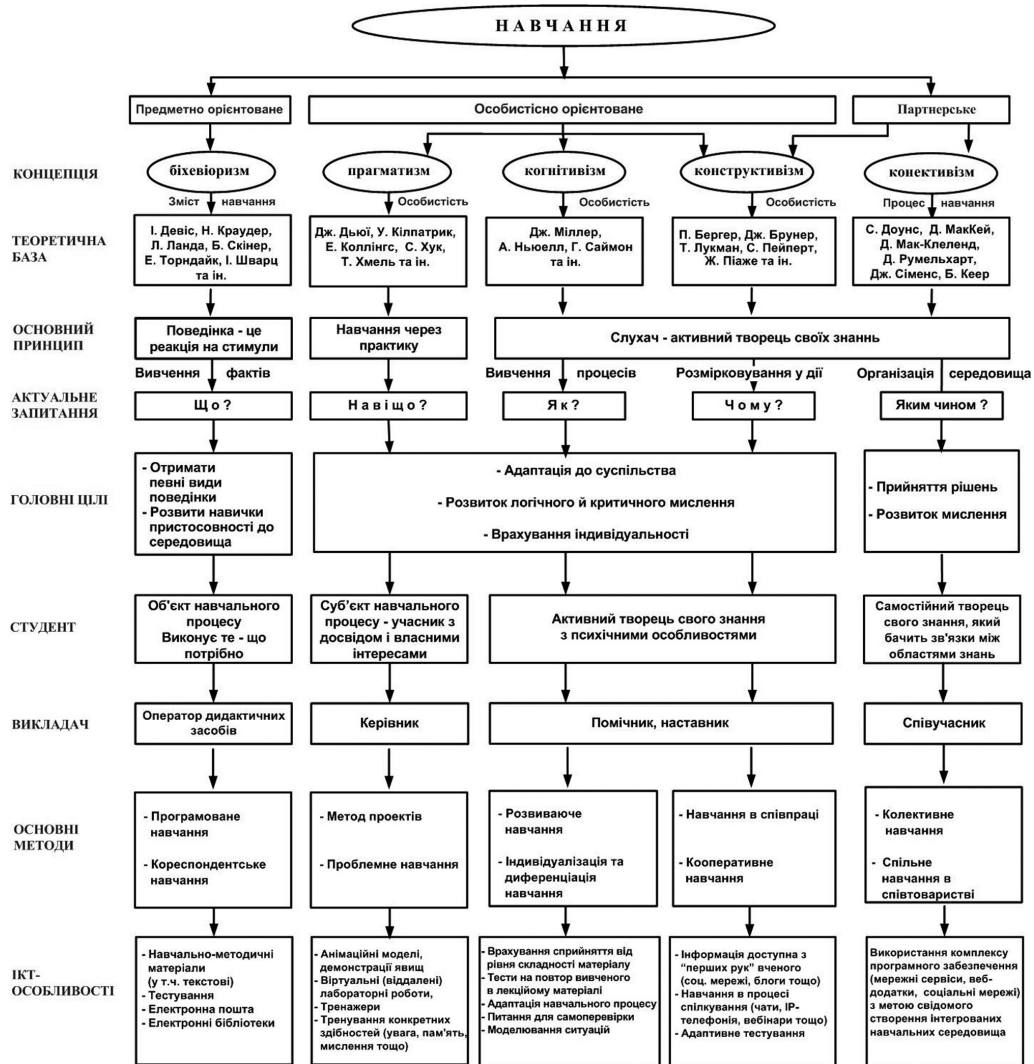 НАВЧАННЯ
Предметно орієнтоване
Особистісно орієнтоване
Партнерське
КОНЦЕПЦІЯ
біхевіоризм
прагматизм
когнітивізм
конструктивізм
конективізм
Зміст навчання
Особистість
Особистість
Особистість
Процес навчання
ТЕОРЕТИЧНА
БАЗА
І. Девіс, Н. Краудер,
Л. Ланда, Б. Скінер,
Е. Торндайк, І. Шварц
та ін.
Дж. Дьюї, У. Кілпатрик,
Е. Коллінгс, С. Хук,
Т. Хмель та ін.
Дж. Міллер,
А. Ньюелл, Г. Саймон
та ін.
П. Бергер, Дж. Брунер,
Т. Лукман, С. Пейперт,
Ж. Піаже та ін.
С. Доунс, Д. МакКей,
Д. Мак-Клеленд,
Д. Румельхарт,
Дж. Сіменс, Б. Кеер
ОСНОВНИЙ
ПРИНЦИП
Поведінка - це
реакція на стимули
Навчання через
практику
Слухач - активний творець своїх знаннь
Вивчення фактів
Вивчення процесів
Розмірковування у дії
Організація середовища
АКТУАЛЬНЕ
ЗАПИТАННЯ
Що?
Навіщо?
Як?
Чому?
Яким чином ?
ГОЛОВНІ ЦІЛІ
- Отримати
певні види
поведінки
- Розвити навички
пристосовності до
середовища
- Адаптація до суспільства
- Розвиток логічного й критичного мислення
- Врахування індивідуальності
- Прийняття рішень
- Розвиток мислення
СТУДЕНТ
Об'єкт навчального
процесу
Виконує те - що
потрібно
Суб'єкт навчального
процесу - учасник з
досвідом і власними
інтересами
Активний творець свого знання
з психічними особливостями
Самостійний творець
свого знання, який
бачить зв'язки між
областями знань
ВИКЛАДАЧ
Оператор дидактичних
засобів
Керівник
Помічник, наставник
Співучасник
ОСНОВНІ
МЕТОДИ
- Програмоване
навчання
- Кореспондентське
навчання
- Метод проектів
- Проблемне навчання
- Розвиваюче
навчання
- Індивидуалізація та
диференціація
навчання
- Навчання в співпраці
- Кооперативне
навчання
- Колективне
навчання
- Спільне
навчання в
співтоваристві
ІКТ-
ОСОБЛИВОСТІ
- Навчально-методичні
матеріали
(у т.ч. текстові)
- Тестування
- Електронна пошта
- Електронні бібліотеки
- Анімаційні моделі,
демонстрації явищ
- Віртуальні (віддалені)
лабораторні роботи,
- Тренажери
- Тренування конкретних
здібностей (увага, пам'ять,
мислення тощо)
- Врахування сприйняття від
рівня складності матеріалу
- Тести на повтор вивченого
в лекційому матеріалі
- Адаптація навчального процесу
- Питання для самоперевірки
- Моделювання ситуацій
- Інформація доступна з
“перших рук” вченого
(соц. мережі, блоги тощо)
- Навчання в процесі
спілкування (чати, IP-
телефонія, вебінари тощо)
- Адаптивне тестування
Використання комплексу
програмного забезпечення
(мережні сервіси, веб-
додатки, соціальні мережі)
з метою свідомого
створення інтегрованих
навчальних середовища